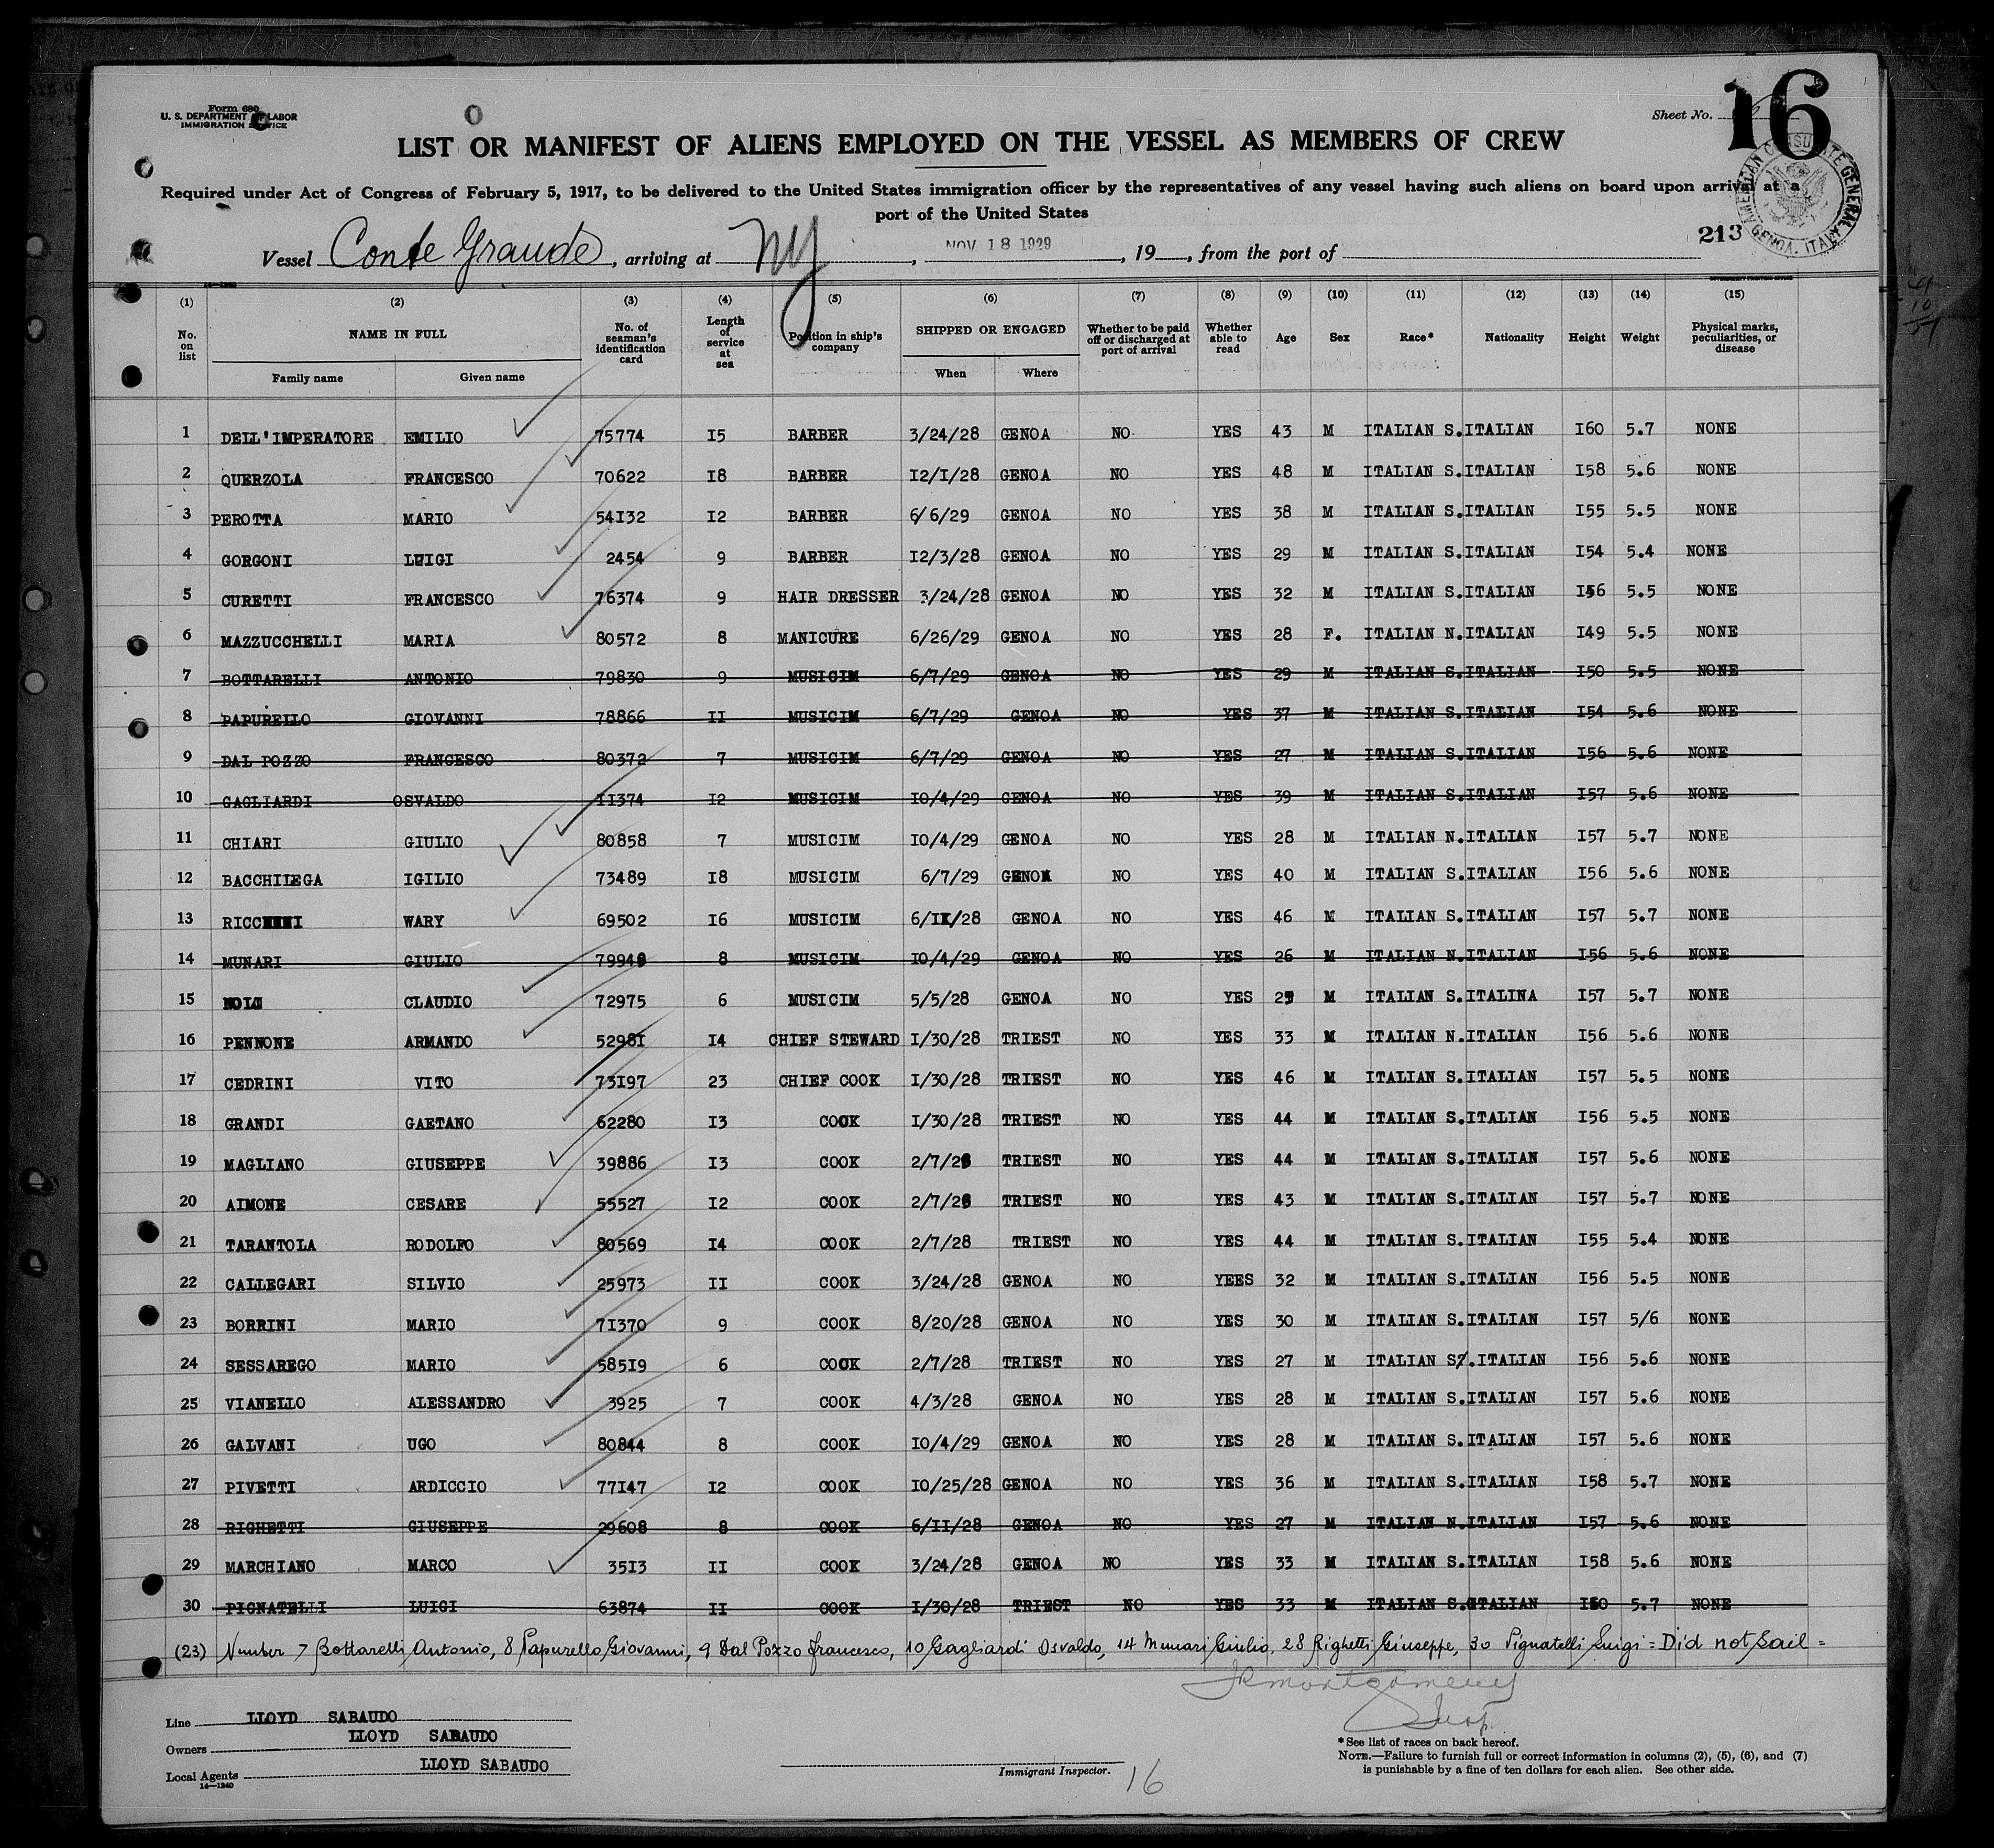 Form 680
U. S. DEPARTMENT OF LABOR
IMMIGRATION SERVICE
Sheet No. 16
LIST OR MANIFEST OF ALIENS EMPLOYED ON THE VESSEL AS MEMBERS OF CREW
Required under Act of Congress of February 5, 1917, to be delivered to the United States immigration officer by the representatives of any vessel having such aliens on board upon arrival at a
port of the United States
AMERICAN CONSULATE GENERAL GENOA, ITALY
213
Vessel Conte Grande, arriving at NY, NOV 18 1929, 19, from the port of
(1) (2) (3) (4) (5) (6) (7) (8) (9) (10) (11) (12) (13) (14) (15)
No. on list NAME IN FULL Family name Given name No. of seaman's identification card Length of service at sea Position in ship's company SHIPPED OR ENGAGED When Where Whether to be paid off or discharged at port of arrival Whether able to read Age Sex Race* Nationality Height Weight Physical marks, peculiarities, or disease
1 DELL'IMPERATORE EMILIO 75774 I5 BARBER 3/24/28 GENOA NO YES 43 M ITALIAN S. ITALIAN I60 5.7 NONE
2 QUERZOLA FRANCESCO 70622 I8 BARBER I2/I/28 GENOA NO YES 48 M ITALIAN S. ITALIAN I58 5.6 NONE
3 PEROTTA MARIO 54I32 I2 BARBER 6/6/29 GENOA NO YES 38 M ITALIAN S. ITALIAN I55 5.5 NONE
4 GORGONI LUIGI 2454 9 BARBER I2/3/28 GENOA NO YES 29 M ITALIAN S. ITALIAN I54 5.4 NONE
5 CURETTI FRANCESCO 76374 9 HAIR DRESSER 3/24/28 GENOA NO YES 32 M ITALIAN S. ITALIAN I56 5.5 NONE
6 MAZZUCCHELLI MARIA 80572 8 MANICURE 6/26/29 GENOA NO YES 28 F. ITALIAN N. ITALIAN I49 5.5 NONE
7 BOTTARELLI ANTONIO 79830 9 MUSICIM 6/7/29 GENOA NO YES 29 M ITALIAN S. ITALIAN I50 5.5 NONE
8 PAPURELLO GIOVANNI 78866 II MUSICIM 6/7/29 GENOA NO YES 37 M ITALIAN S. ITALIAN I54 5.6 NONE
9 DAL POZZO FRANCESCO 80372 7 MUSICIM 6/7/29 GENOA NO YES 27 M ITALIAN S. ITALIAN I56 5.6 NONE
10 GAGLIARDI OSVALDO II374 I2 MUSICIM I0/4/29 GENOA NO YES 39 M ITALIAN S. ITALIAN I57 5.6 NONE
11 CHIARI GIULIO 80858 7 MUSICIM I0/4/29 GENOA NO YES 28 M ITALIAN N. ITALIAN I57 5.7 NONE
12 BACCHILEGA IGILIO 73489 I8 MUSICIM 6/7/29 GENOA NO YES 40 M ITALIAN S. ITALIAN I56 5.6 NONE
13 WARY 69502 I6 MUSICIM GENOA NO YES 46 M ITALIAN S. ITALIAN I57 5.7 NONE
14 MUNARI GIULIO 7994 8 MUSICIM I0/4/29 GENOA NO YES 26 M ITALIAN N. ITALIAN I56 5.6 NONE
15 CLAUDIO 72975 6 MUSICIM 5/5/28 GENOA NO YES M ITALIAN S. ITALINA I57 5.7 NONE
16 PENNONE ARMANDO 5298I I4 CHIEF STEWARD I/30/28 TRIEST NO YES 33 M ITALIAN N. ITALIAN I56 5.6 NONE
17 CEDRINI VITO 73I97 23 CHIEF COOK I/30/28 TRIEST NO YES 46 M ITALIAN S. ITALIAN I57 5.5 NONE
18 GRANDI GAETANO 62280 I3 COOK I/30/28 TRIEST NO YES 44 M ITALIAN S. ITALIAN I56 5.5 NONE
19 MAGLIANO GIUSEPPE 39886 I3 COOK 2/7/28 TRIEST NO YES 44 M ITALIAN S. ITALIAN I57 5.6 NONE
20 AIMONE CESARE 55527 I2 COOK 2/7/28 TRIEST NO YES 43 M ITALIAN S. ITALIAN I57 5.7 NONE
21 TARANTOLA RODOLFO 80569 I4 COOK 2/7/28 TRIEST NO YES 44 M ITALIAN S. ITALIAN I55 5.4 NONE
22 CALLEGARI SILVIO 25973 II COOK 3/24/28 GENOA NO YEES 32 M ITALIAN S. ITALIAN I56 5.5 NONE
23 BORRINI MARIO 7I370 9 COOK 8/20/28 GENOA NO YES 30 M ITALIAN S. ITALIAN I57 5/6 NONE
24 SESSAREGO MARIO 585I9 6 COOK 2/7/28 TRIEST NO YES 27 M ITALIAN S. ITALIAN I56 5.6 NONE
25 VIANELLO ALESSANDRO 3925 7 COOK 4/3/28 GENOA NO YES 28 M ITALIAN S. ITALIAN I57 5.6 NONE
26 GALVANI UGO 80844 8 COOK I0/4/29 GENOA NO YES 28 M ITALIAN S. ITALIAN I57 5.6 NONE
27 PIVETTI ARDICCIO 77I47 I2 COOK I0/25/28 GENOA NO YES 36 M ITALIAN S. ITALIAN I58 5.7 NONE
28 RIGHETTI GIUSEPPE 29608 8 COOK 6/II/28 GENOA NO YES 27 M ITALIAN N. ITALIAN I57 5.6 NONE
29 MARCHIANO MARCO 35I3 II COOK 3/24/28 GENOA NO YES 33 M ITALIAN S. ITALIAN I58 5.6 NONE
30 PIGNATELLI LUIGI 63874 II COOK I/30/28 TRIEST NO YES 33 M ITALIAN S. ITALIAN I60 5.7 NONE
(23) Number 7 Bottarelli Antonio, 8 Papurello Giovanni, 9 Dal Pozzo francesco, 10 Gagliardi Osvaldo, 14 Munari Giulio, 28 Righetti Giuseppe, 30 Pignatelli Luigi = Did not sail =
Line LLOYD SABAUDO
Owners LLOYD SABAUDO
Local Agents LLOYD SABAUDO
14—1240
Immigrant Inspector.
16
*See list of races on back hereof.
NOTE.—Failure to furnish full or correct information in columns (2), (5), (6), and (7)
is punishable by a fine of ten dollars for each alien. See other side.